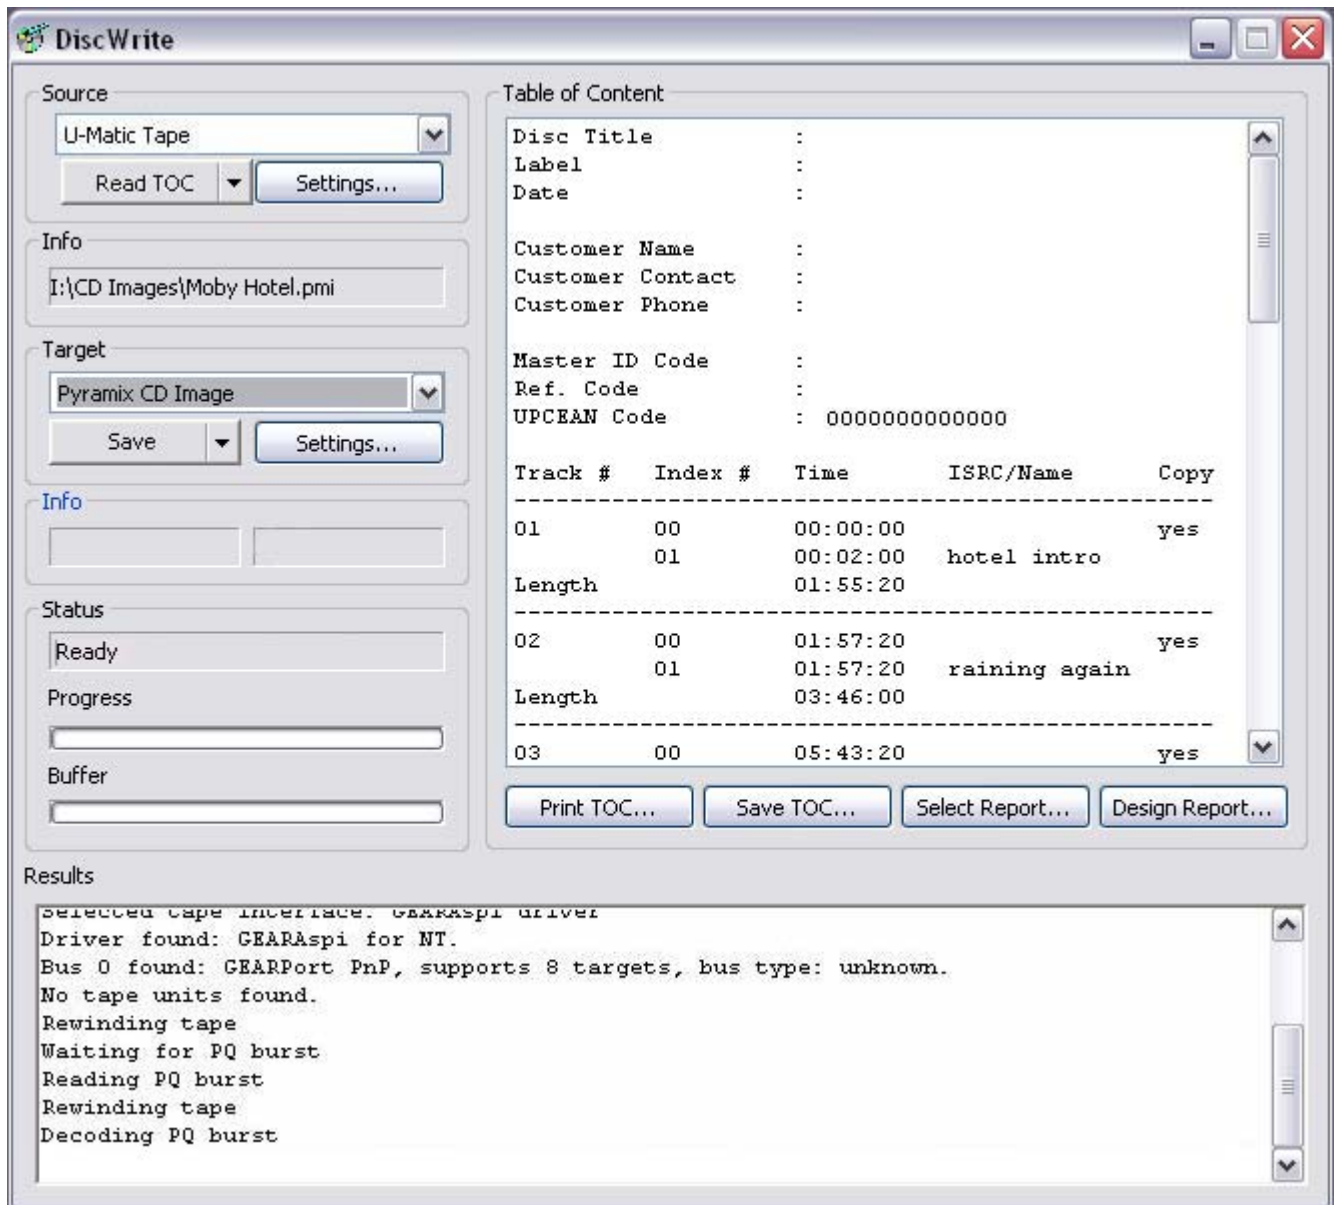 DiscWrite
Source
U-Matic Tape
Read TOC
Settings...
Info
I:\CD Images\Moby Hotel.pmi
Target
Pyramix CD Image
Save
Settings...
Info
Status
Ready
Progress
Buffer
Table of Content
Disc Title :
Label :
Date :
Customer Name :
Customer Contact :
Customer Phone :
Master ID Code :
Ref. Code :
UPCEAN Code : 0000000000000
Track # Index # Time ISRC/Name Copy
01 00 00:00:00 yes
01 00:02:00 hotel intro
Length 01:55:20
02 00 01:57:20 yes
01 01:57:20 raining again
Length 03:46:00
03 00 05:43:20 yes
Print TOC...
Save TOC...
Select Report...
Design Report...
Results
Selected tape interface: GEARAspi driver
Driver found: GEARAspi for NT.
Bus 0 found: GEARPort PnP, supports 8 targets, bus type: unknown.
No tape units found.
Rewinding tape
Waiting for PQ burst
Reading PQ burst
Rewinding tape
Decoding PQ burst